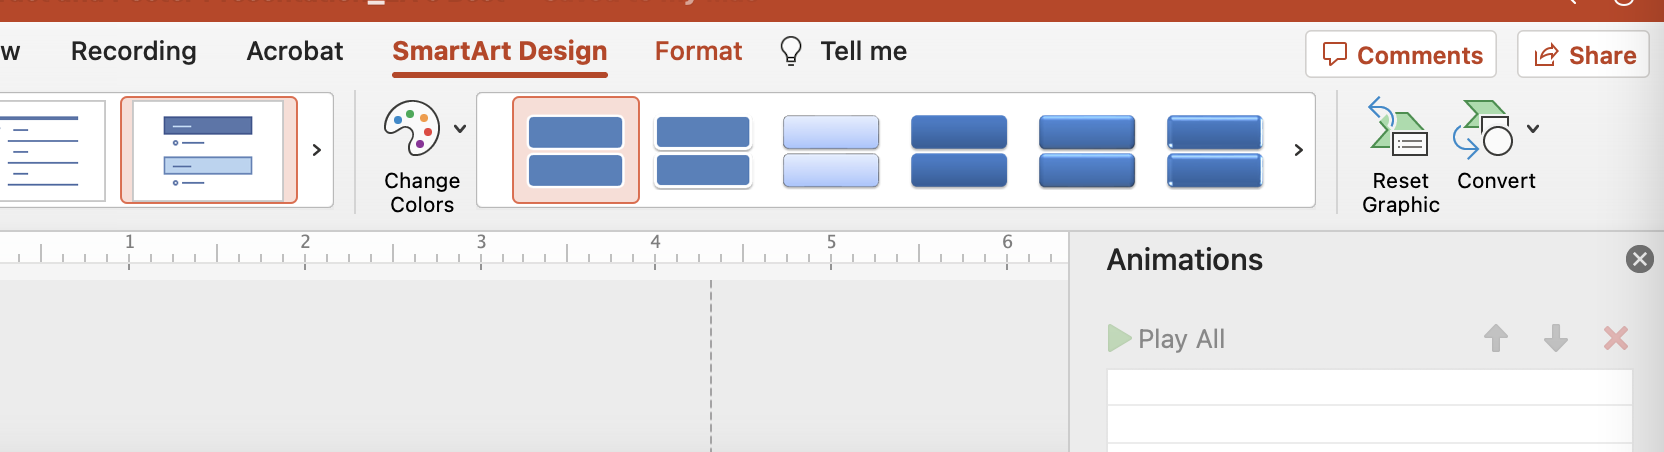 w Recording Acrobat SmartArt Design Format Tell me Comments Share
Change
Colors
Reset
Graphic
Convert
1 2 3 4 5 6
Animations
Play All